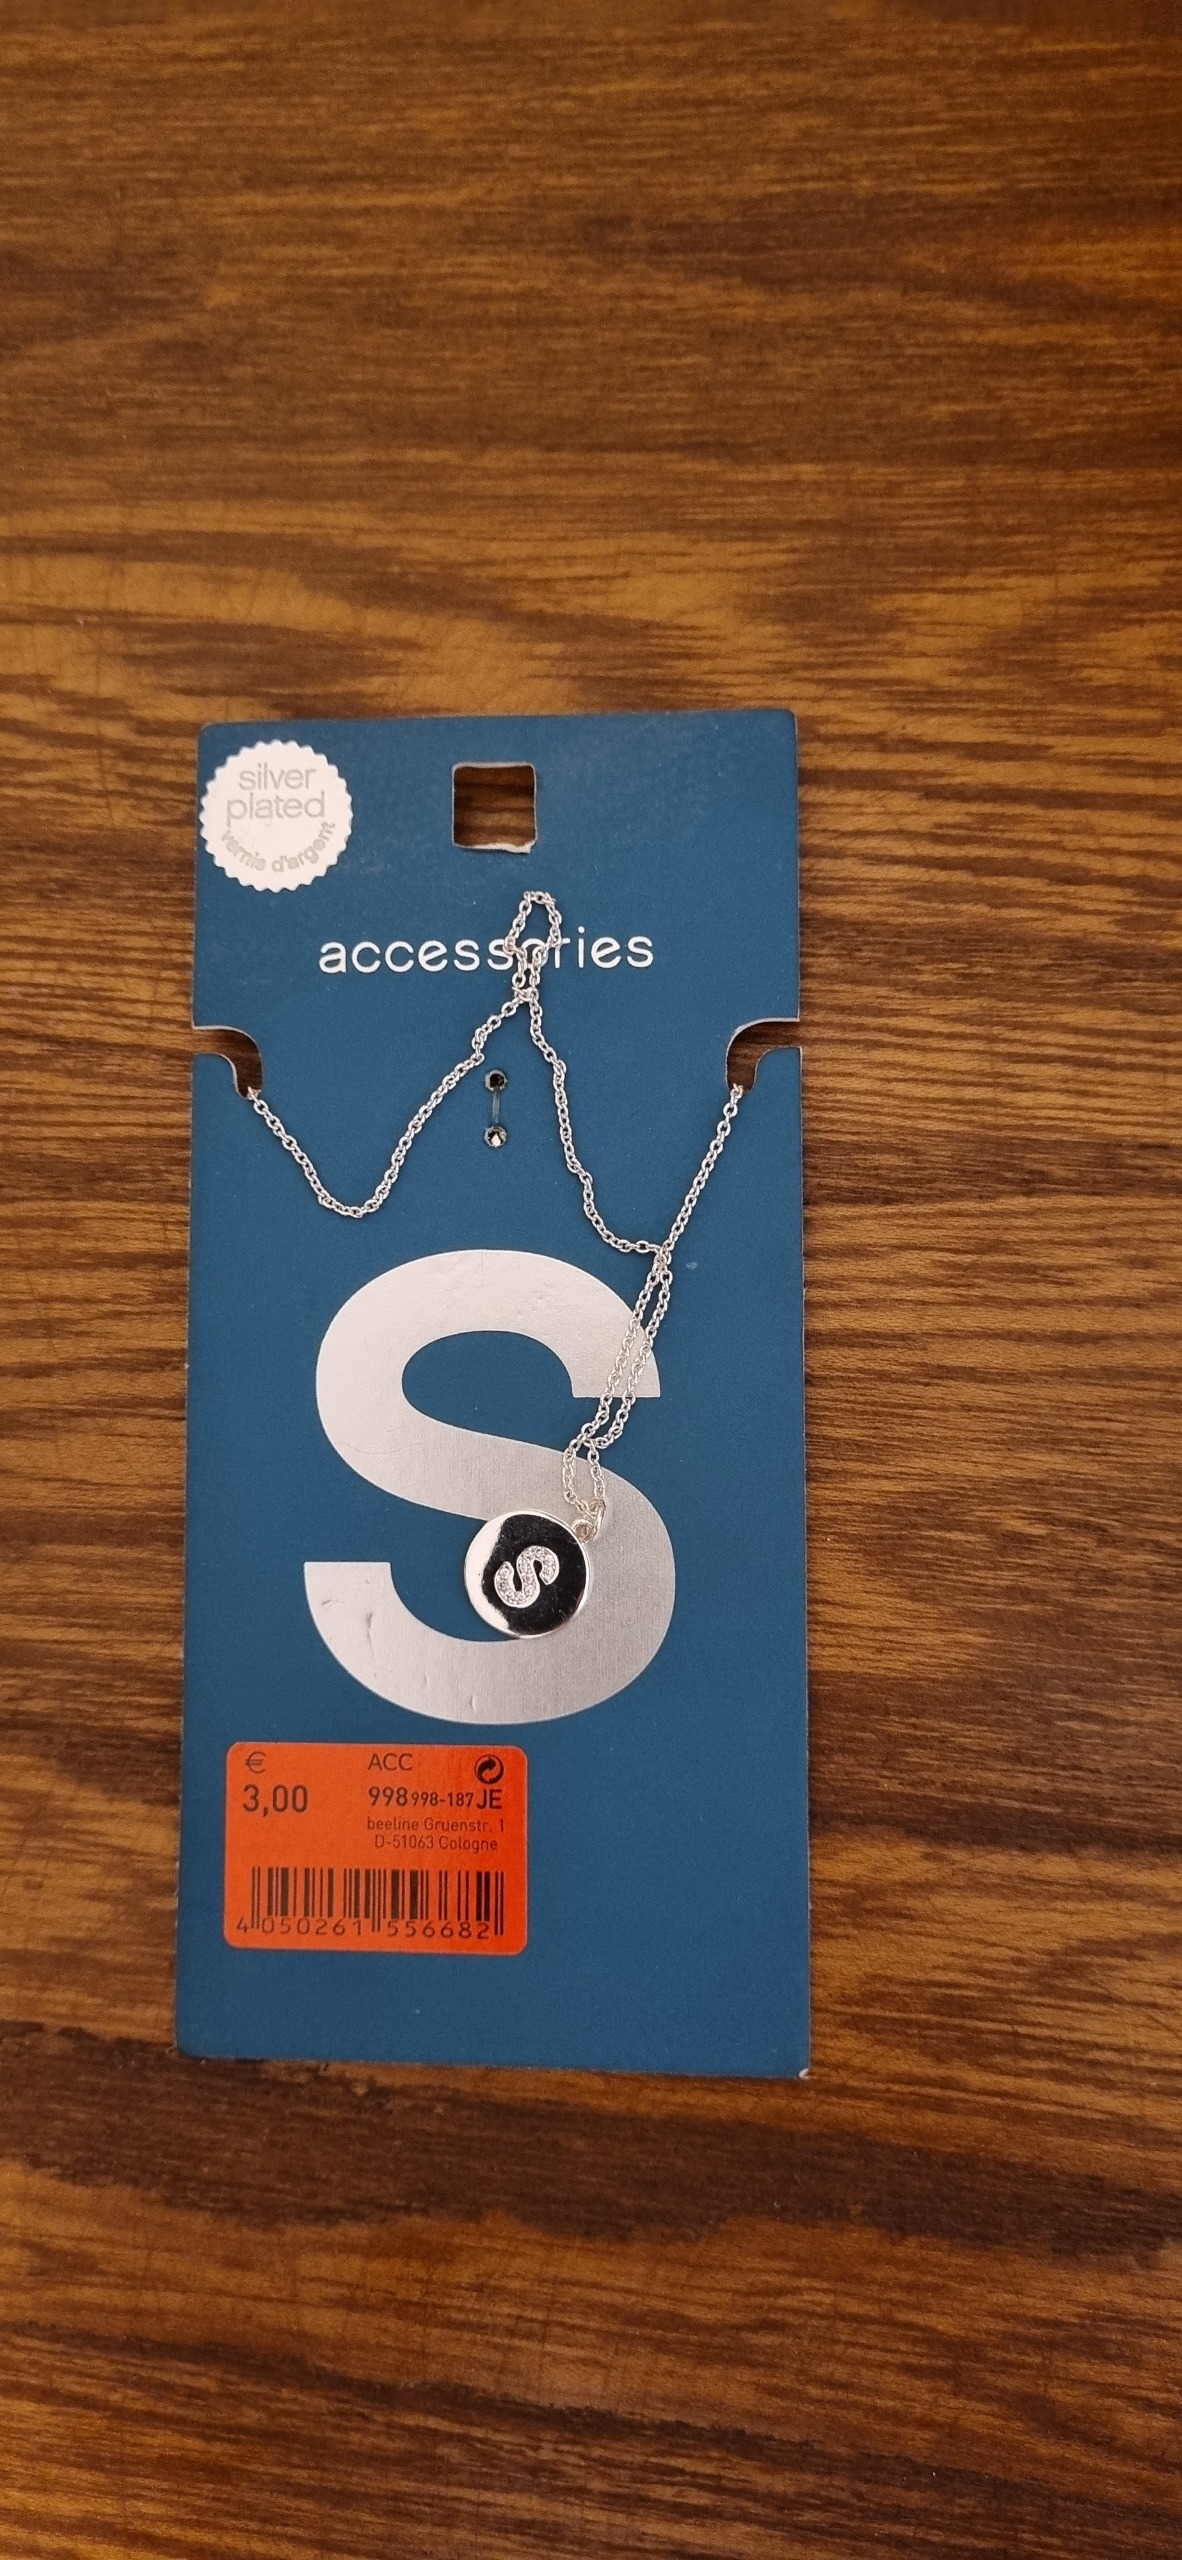 silver
plated
vernis d'argent
accessories
S
S
€ ACC
3,00 998 998-187 JE
beeline Gruenstr. 1
D-51063 Cologne
4 050261 556682